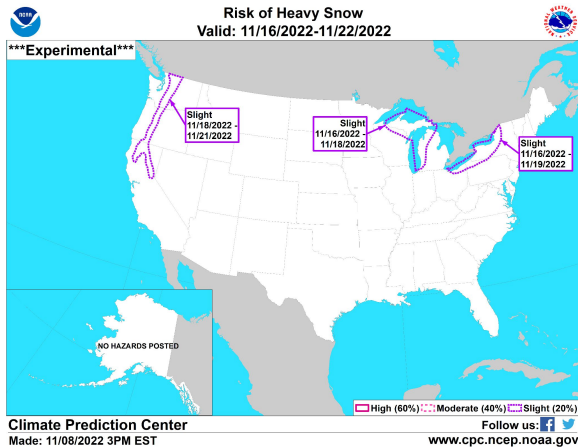 NOAA
Risk of Heavy Snow
Valid: 11/16/2022-11/22/2022
***Experimental***
Slight
11/18/2022 -
11/21/2022
Slight
11/16/2022 -
11/18/2022
Slight
11/16/2022 -
11/19/2022
NO HAZARDS POSTED
High (60%) Moderate (40%) Slight (20%)
Climate Prediction Center
Made: 11/08/2022 3PM EST
Follow us:
www.cpc.ncep.noaa.gov